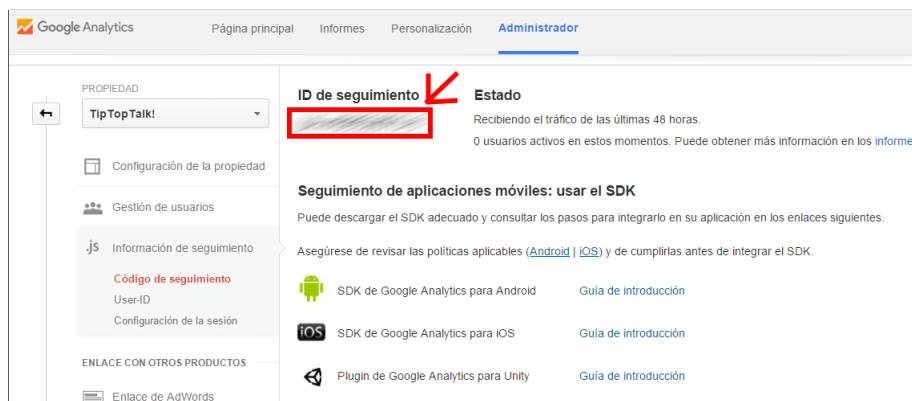 Google Analytics
Página principal
Informes
Personalización
Administrador
PROPIEDAD
TipTopTalk!
Configuración de la propiedad
Gestión de usuarios
.js Información de seguimiento
Código de seguimiento
User-ID
Configuración de la sesión
ENLACE CON OTROS PRODUCTOS
Enlace de AdWords
ID de seguimiento
Estado
Recibiendo el tráfico de las últimas 48 horas.
0 usuarios activos en estos momentos. Puede obtener más información en los informe
Seguimiento de aplicaciones móviles: usar el SDK
Puede descargar el SDK adecuado y consultar los pasos para integrarlo en su aplicación en los enlaces siguientes.
Asegúrese de revisar las políticas aplicables (Android | iOS) y de cumplirlas antes de integrar el SDK.
SDK de Google Analytics para Android
Guía de introducción
iOS SDK de Google Analytics para iOS
Guía de introducción
Plugin de Google Analytics para Unity
Guía de introducción